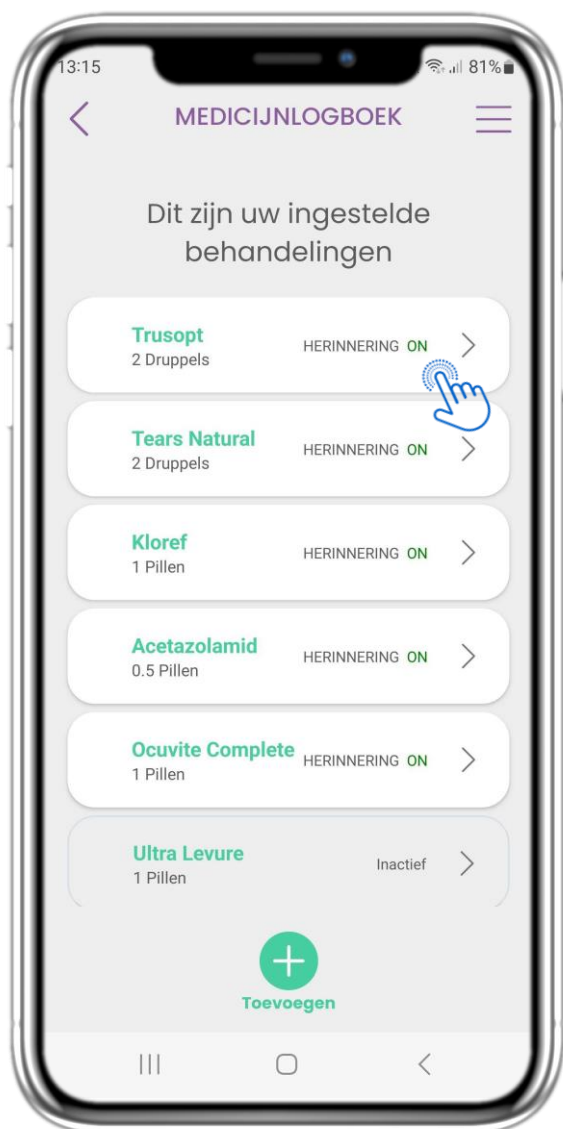 13:15 81%
MEDICIJNLOGBOEK
Dit zijn uw ingestelde
behandelingen
Trusopt
2 Druppels
HERINNERING ON
Tears Natural
2 Druppels
HERINNERING ON
Kloref
1 Pillen
HERINNERING ON
Acetazolamid
0.5 Pillen
HERINNERING ON
Ocuvite Complete
1 Pillen
HERINNERING ON
Ultra Levure
1 Pillen
Inactief
Toevoegen